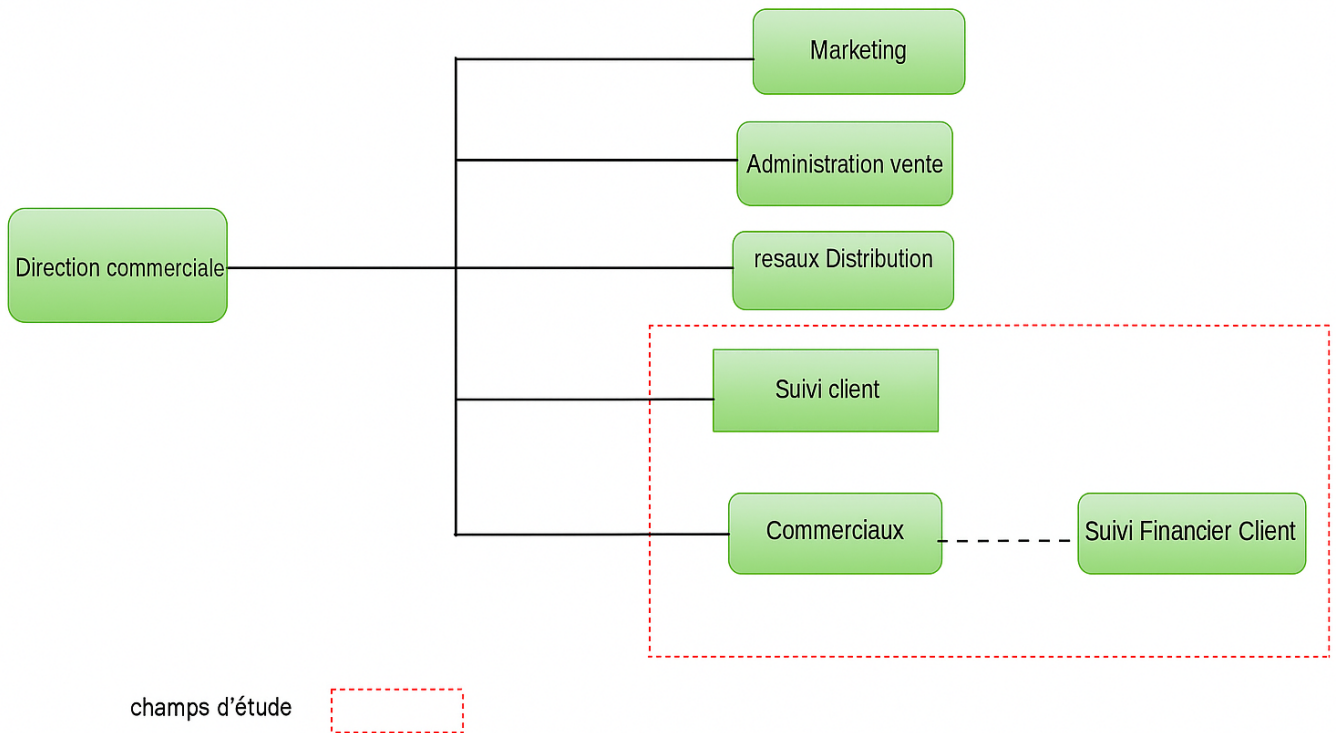 Marketing
Administration vente
Direction commerciale
resaux Distribution
Suivi client
Commerciaux
Suivi Financier Client
champs d’étude